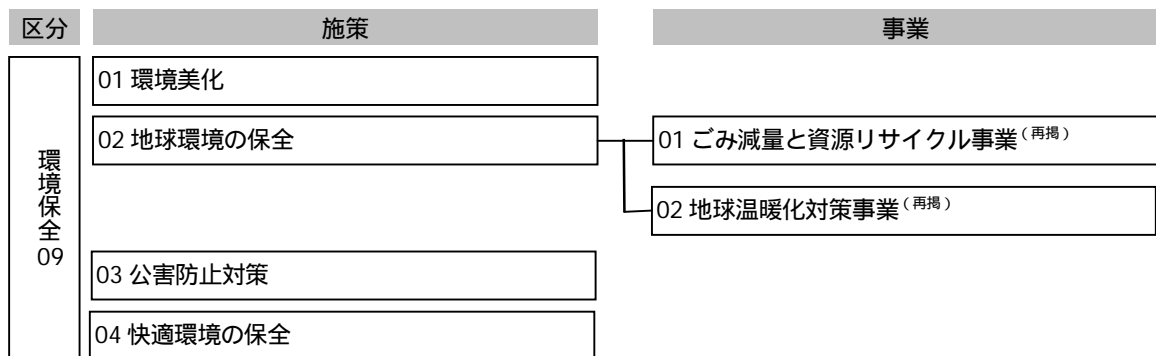 区分
施策
事業
環境保全09
01 環境美化
02 地球環境の保全
01 ごみ減量と資源リサイクル事業（再掲）
02 地球温暖化対策事業（再掲）
03 公害防止対策
04 快適環境の保全